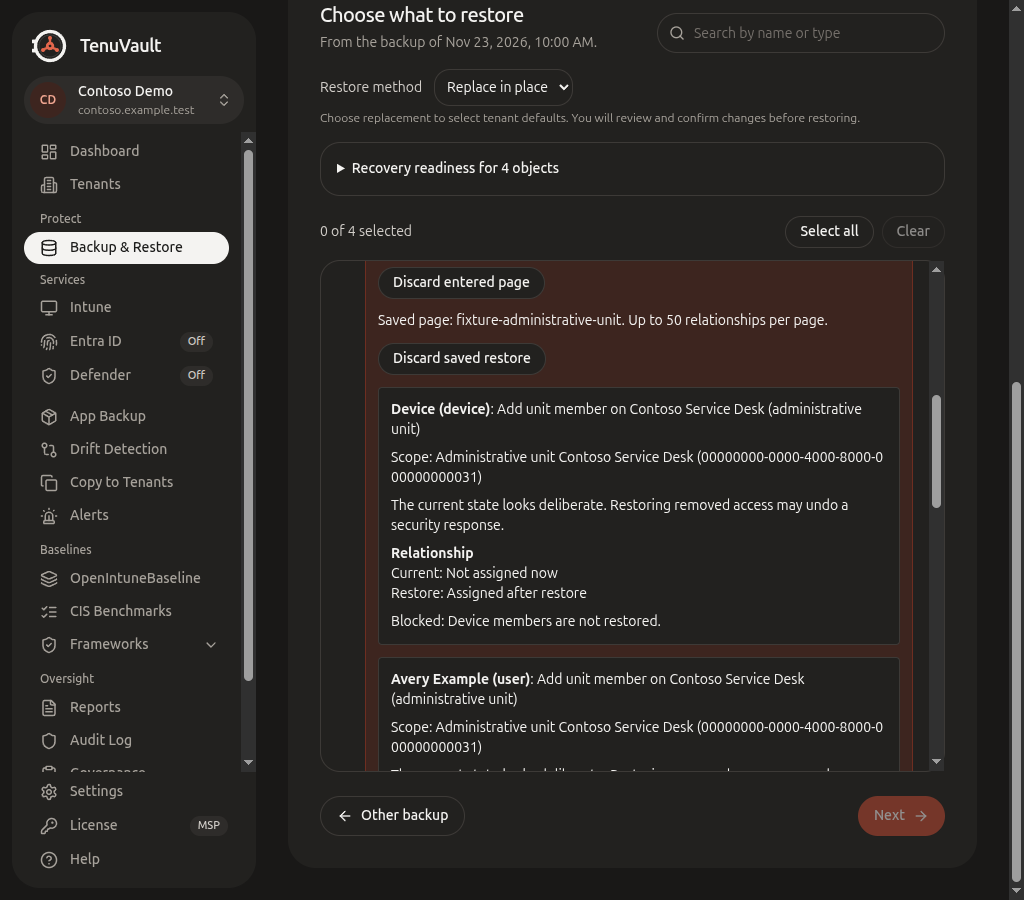 TenuVault
CD
Contoso Demo
contoso.example.test
Dashboard
Tenants
Protect
Backup & Restore
Services
Intune
Entra ID
Off
Defender
Off
App Backup
Drift Detection
Copy to Tenants
Alerts
Baselines
OpenIntuneBaseline
CIS Benchmarks
Frameworks
Oversight
Reports
Audit Log
Governance
Settings
License
MSP
Help
Choose what to restore
From the backup of Nov 23, 2026, 10:00 AM.
Search by name or type
Restore method
Replace in place
Choose replacement to select tenant defaults. You will review and confirm changes before restoring.
Recovery readiness for 4 objects
0 of 4 selected
Select all
Clear
Discard entered page
Saved page: fixture-administrative-unit. Up to 50 relationships per page.
Discard saved restore
Device (device): Add unit member on Contoso Service Desk (administrative
unit)
Scope: Administrative unit Contoso Service Desk (00000000-0000-4000-8000-0
00000000031)
The current state looks deliberate. Restoring removed access may undo a
security response.
Relationship
Current: Not assigned now
Restore: Assigned after restore
Blocked: Device members are not restored.
Avery Example (user): Add unit member on Contoso Service Desk
(administrative unit)
Scope: Administrative unit Contoso Service Desk (00000000-0000-4000-8000-0
00000000031)
Other backup
Next